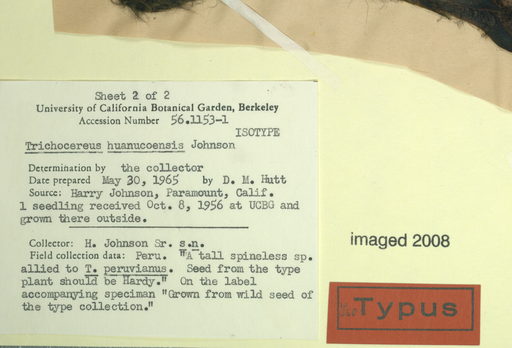 Sheet 2 of 2
University of California Botanical Garden, Berkeley
Accession Number 56.1153-1
ISOTYPE
Trichocereus huanucoensis Johnson
Determination by the collector
Date prepared May 30, 1965 by D. M. Hutt
Source: Harry Johnson, Paramount, Calif.
1 seedling received Oct. 8, 1956 at UCBG and
grown there outside.
Collector: H. Johnson Sr. s.n.
Field collection data: Peru. "A tall spineless sp.
allied to T. peruvianus. Seed from the type
plant should be Hardy." On the label
accompanying speciman "Grown from wild seed of
the type collection."
imaged 2008
Iso Typus